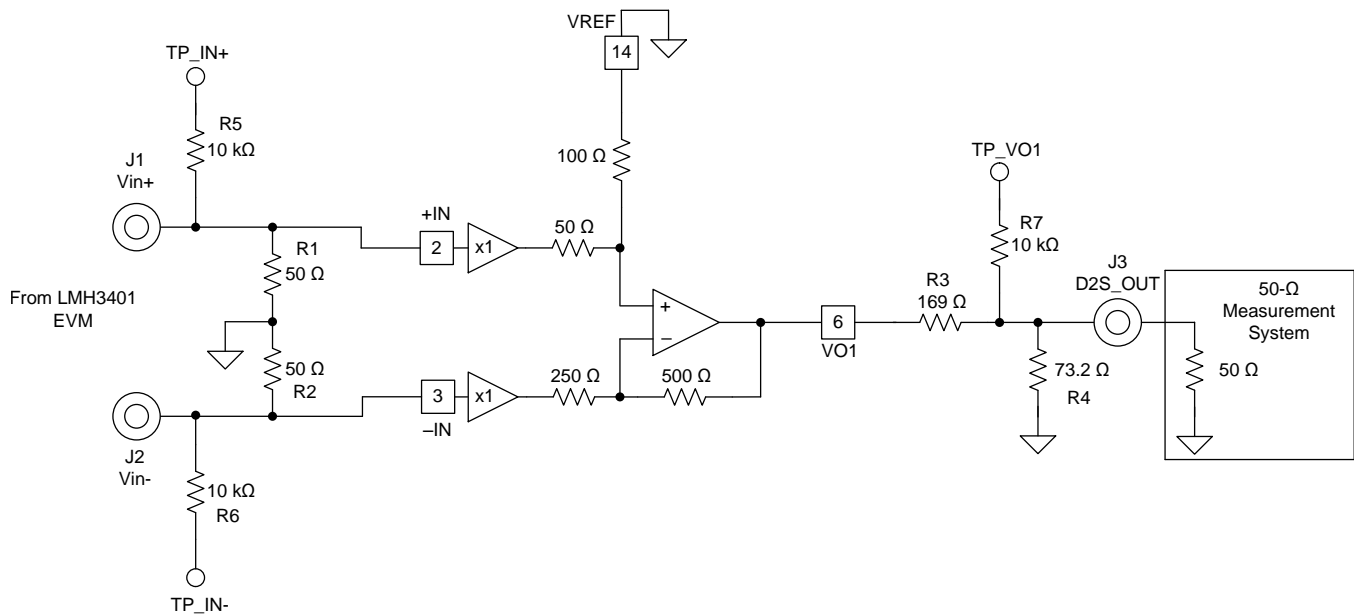 VREF
14
TP_IN+
R5
10 kΩ
J1
Vin+
100 Ω
TP_VO1
+IN
2
x1
50 Ω
R1
50 Ω
R7
10 kΩ
J3
D2S_OUT
R3
169 Ω
50-Ω
Measurement
System
From LMH3401
EVM
+
–
6
VO1
50 Ω
R2
250 Ω
500 Ω
73.2 Ω
R4
50 Ω
3
x1
–IN
J2
Vin-
10 kΩ
R6
TP_IN-